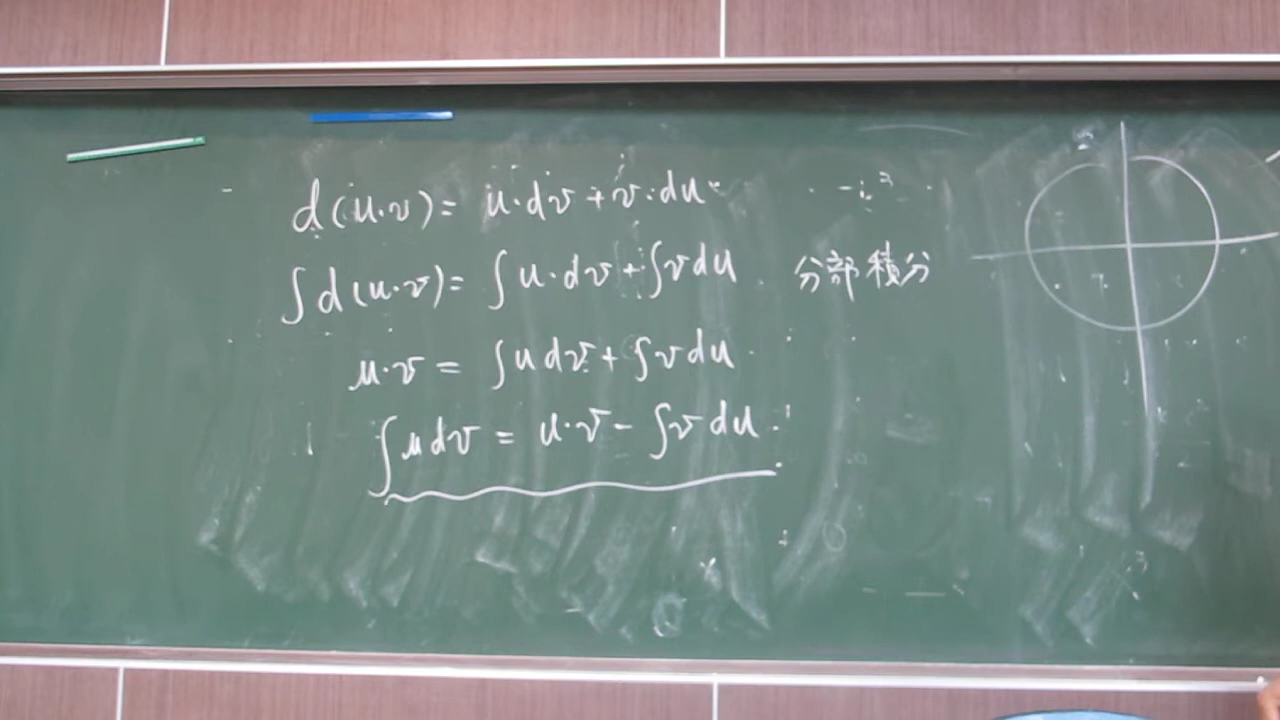 d(u·v) = u·dv + v·du
∫d(u·v) = ∫u·dv + ∫vdu 分部積分
u·v = ∫udv + ∫vdu
∫udv = u·v - ∫vdu